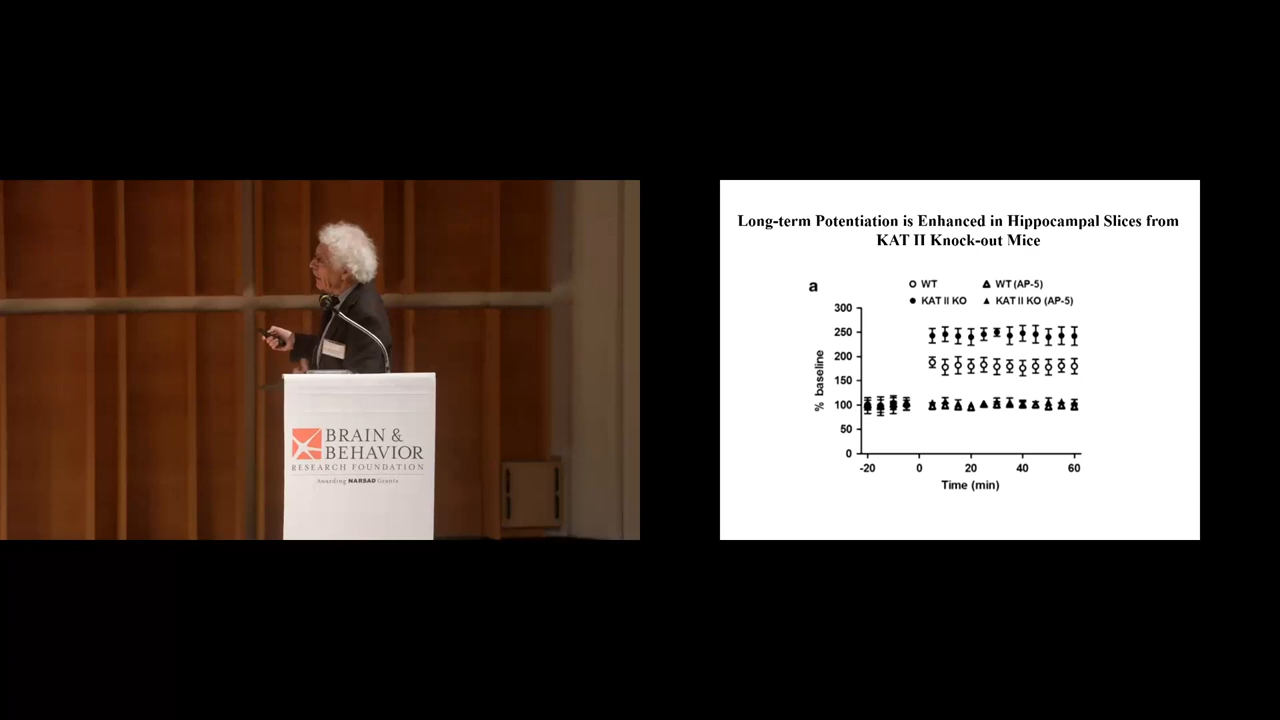 BRAIN &
BEHAVIOR
RESEARCH FOUNDATION
Awarding NARSAD Grants
Long-term Potentiation is Enhanced in Hippocampal Slices from
KAT II Knock-out Mice
a
WT
WT (AP-5)
KAT II KO
KAT II KO (AP-5)
300
250
200
150
100
50
0
% baseline
-20
0
20
40
60
Time (min)